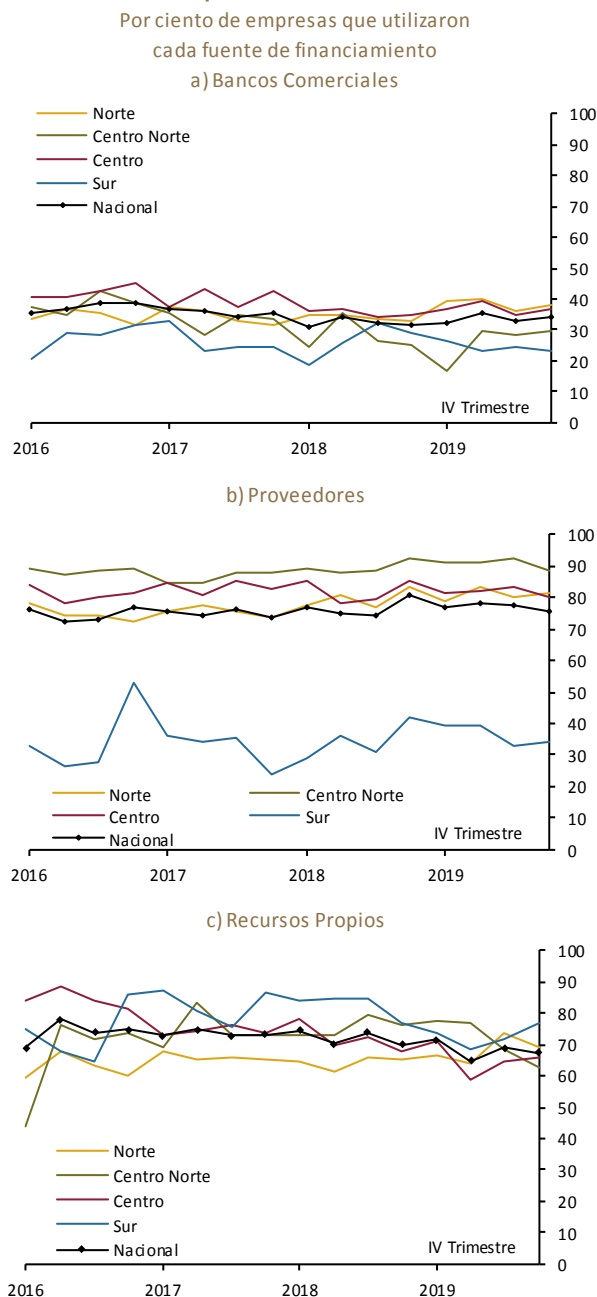 Por ciento de empresas que utilizaron
cada fuente de financiamiento
a) Bancos Comerciales
Norte
Centro Norte
Centro
Sur
Nacional
100
90
80
70
60
50
40
30
20
10
0
IV Trimestre
2016 2017 2018 2019
b) Proveedores
100
90
80
70
60
50
40
30
20
10
0
Norte Centro Norte
Centro Sur
Nacional
IV Trimestre
2016 2017 2018 2019
c) Recursos Propios
100
90
80
70
60
50
40
30
20
10
0
Norte
Centro Norte
Centro
Sur
Nacional
IV Trimestre
2016 2017 2018 2019